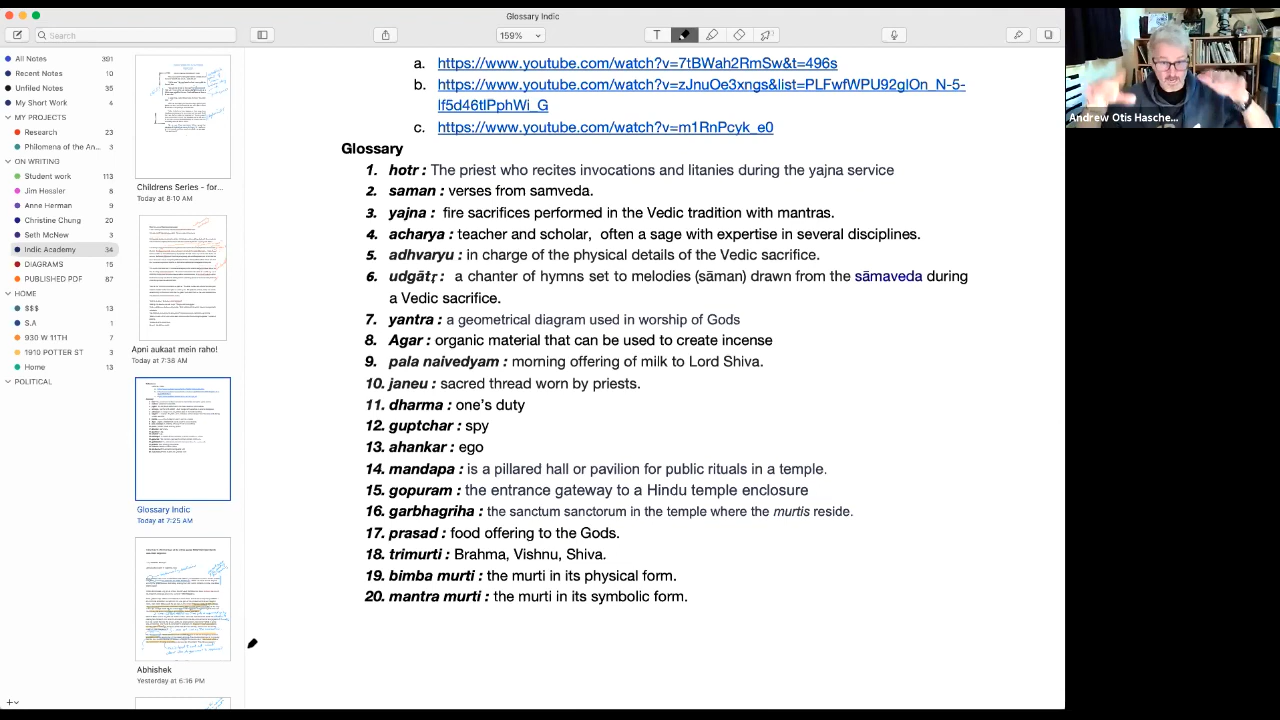 Glossary Indic
Search
159%
T
All Notes 391
Recent Notes 10
Unfiled Notes 35
My Short Work 4
MY PROJECTS
Research 23
Philomena of the An... 3
ON WRITING
Student work 113
Jim Hessler 8
Anne Herman 9
Christine Chung 20
Seth McNew 3
Indic Academy 34
DIAGRAMS 15
PUBLISHED PDF 87
HOME
$$$ 13
S.A 1
930 W 11TH 7
1910 POTTER ST 3
Home 13
POLITICAL
Childrens Series - for...
Today at 8:10 AM
Apni aukaat mein raho!
Today at 7:36 AM
Glossary Indic
Today at 7:25 AM
Abhishek
Yesterday at 6:16 PM
a. https://www.youtube.com/watch?v=7tBWah2RmSw&t=496s
b. https://www.youtube.com/watch?v=zJnuOe3xngs&list=PLFwfWPU92glOn_N-5-
lf5d46tlPphWi_G
c. https://www.youtube.com/watch?v=m1RnPcyk_e0
Glossary
1. hotr : The priest who recites invocations and litanies during the yajna service
2. saman : verses from samveda.
3. yajna : fire sacrifices performed in the Vedic tradition with mantras.
4. acharya : teacher and scholar, often a sage with expertise in several disciplines.
5. adhvaryu : in charge of the physical details of the Vedic sacrifice.
6. udgātṛ : a chanter of hymns set to melodies (sāman) drawn from the sāmaveda during
a Vedic sacrifice.
7. yantra : a geometrical diagram used in worship of Gods
8. Agar : organic material that can be used to create incense
9. pala naivedyam : morning offering of milk to Lord Shiva.
10. janeu : sacred thread worn by priests.
11. dharma : one's duty
12. guptchar : spy
13. ahankar : ego
14. mandapa : is a pillared hall or pavilion for public rituals in a temple.
15. gopuram : the entrance gateway to a Hindu temple enclosure
16. garbhagriha : the sanctum sanctorum in the temple where the murtis reside.
17. prasad : food offering to the Gods.
18. trimurti : Brahma, Vishnu, Shiva.
19. bimba murti : the murti in its physical form.
20. mantra murti : the murti in its symbolic form.
Andrew Otis Hasche...